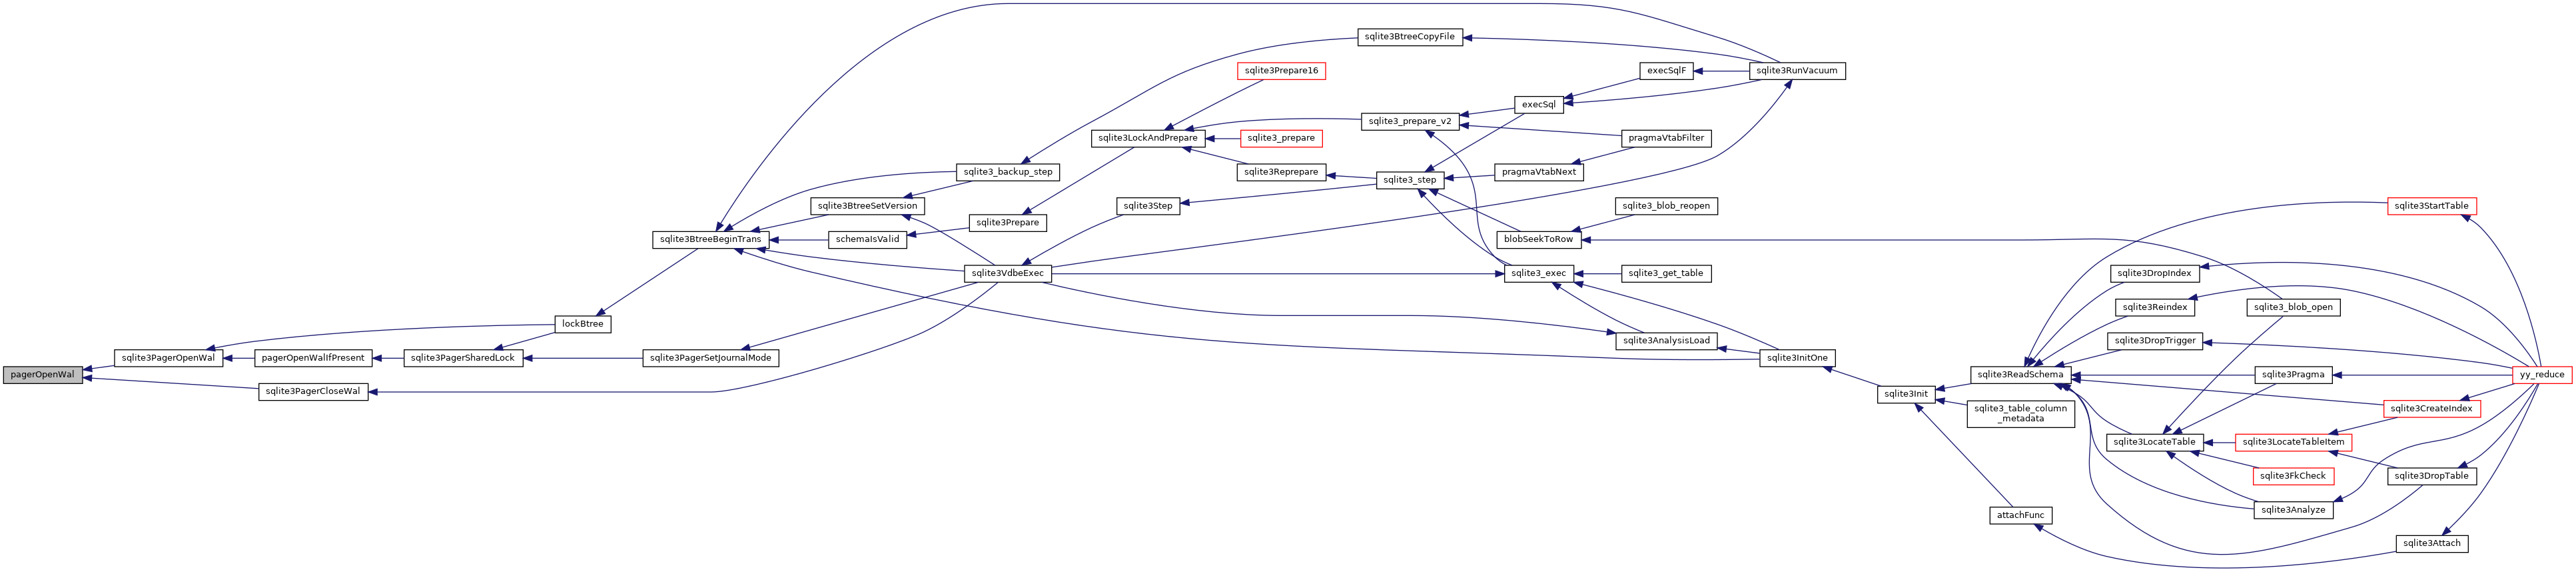 pagerOpenWal
sqlite3PagerOpenWal
sqlite3PagerCloseWal
pagerOpenWalIfPresent
sqlite3PagerSharedLock
lockBtree
sqlite3PagerSetJournalMode
sqlite3BtreeBeginTrans
sqlite3BtreeSetVersion
schemaIsValid
sqlite3_backup_step
sqlite3Prepare
sqlite3VdbeExec
sqlite3LockAndPrepare
sqlite3Step
sqlite3Prepare16
sqlite3_prepare
sqlite3Reprepare
sqlite3BtreeCopyFile
sqlite3_prepare_v2
sqlite3_step
execSql
pragmaVtabNext
blobSeekToRow
sqlite3_exec
execSqlF
pragmaVtabFilter
sqlite3_blob_reopen
sqlite3_get_table
sqlite3AnalysisLoad
sqlite3RunVacuum
sqlite3InitOne
sqlite3Init
sqlite3ReadSchema
sqlite3_table_column
_metadata
attachFunc
sqlite3DropIndex
sqlite3Reindex
sqlite3DropTrigger
sqlite3LocateTable
sqlite3_blob_open
sqlite3Pragma
sqlite3LocateTableItem
sqlite3FkCheck
sqlite3Analyze
sqlite3StartTable
sqlite3CreateIndex
sqlite3DropTable
sqlite3Attach
yy_reduce